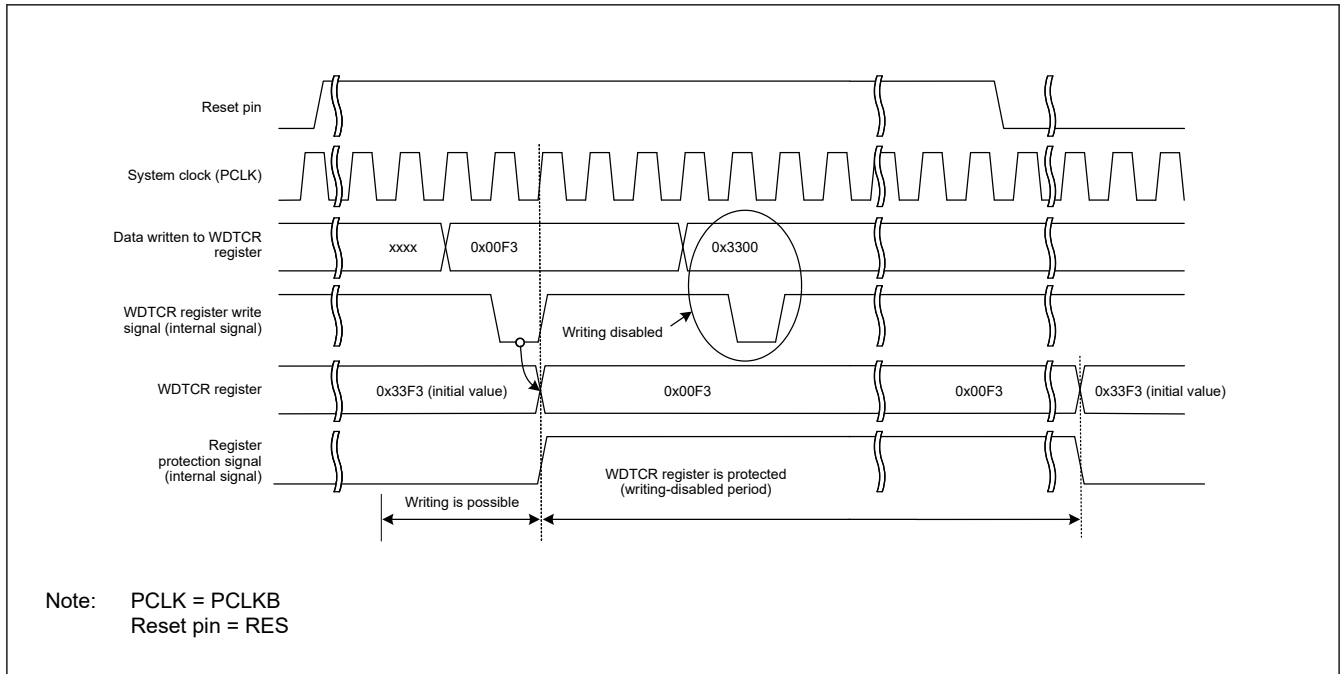 Reset pin
System clock (PCLK)
Data written to WDTCR
register
xxxx
0x00F3
0x3300
WDTCR register write
signal (internal signal)
Writing disabled
WDTCR register
0x33F3 (initial value)
0x00F3
0x00F3
0x33F3 (initial value)
Register
protection signal
(internal signal)
WDTCR register is protected
(writing-disabled period)
Writing is possible
Note: PCLK = PCLKB
Reset pin = RES